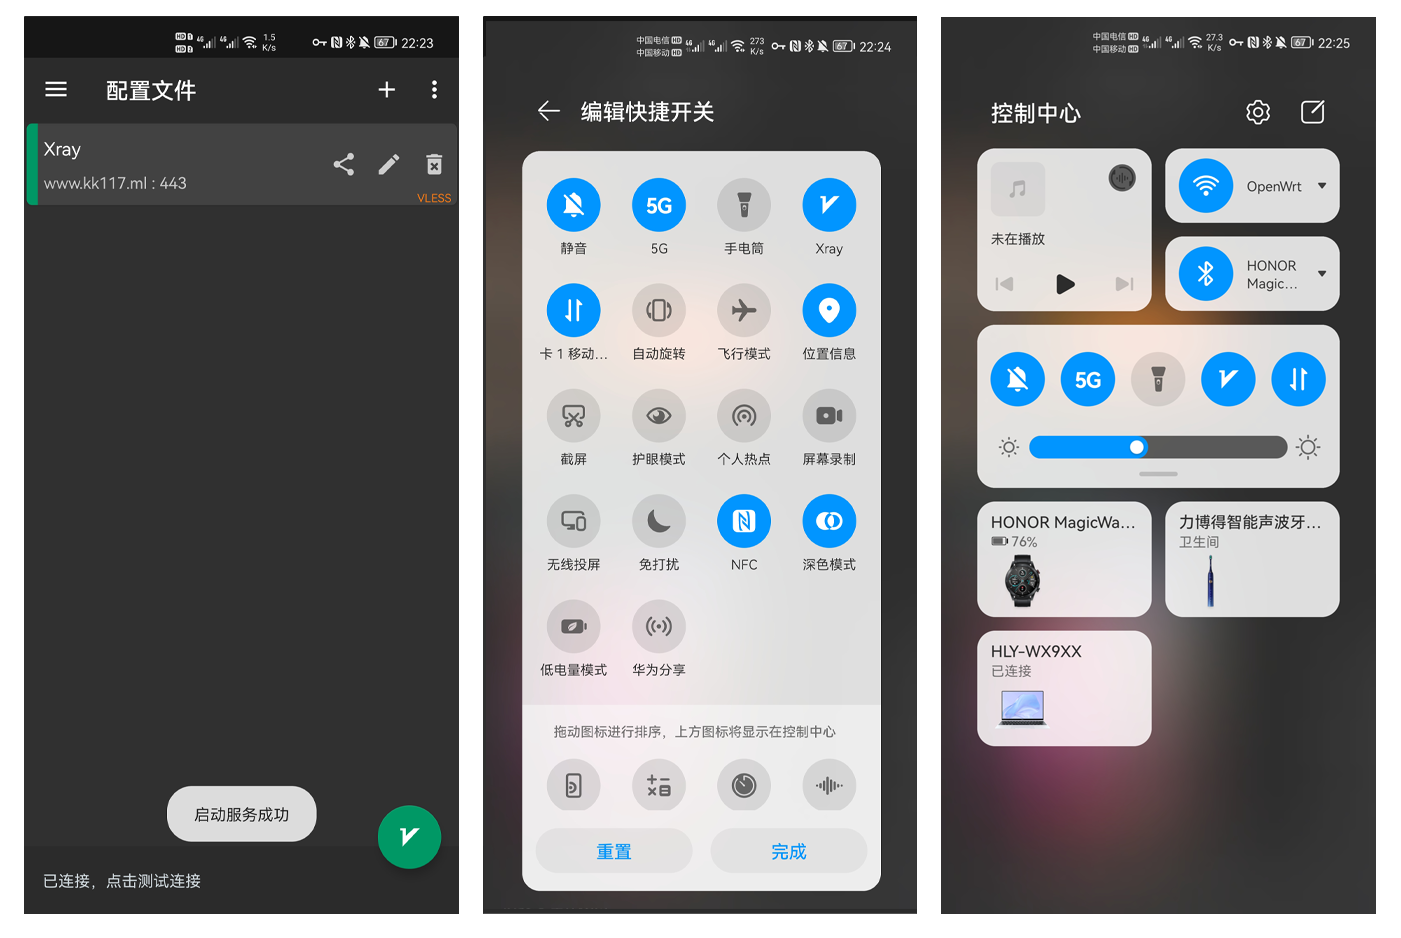 1.5
K/s
67
22:23
配置文件
Xray
www.kk117.ml : 443
VLESS
启动服务成功
已连接，点击测试连接
中国电信 HD
中国移动 HD
4G
4G
273
K/s
67
22:24
编辑快捷开关
静音
5G
5G
手电筒
Xray
卡 1 移动...
自动旋转
飞行模式
位置信息
截屏
护眼模式
个人热点
屏幕录制
无线投屏
免打扰
NFC
深色模式
低电量模式
华为分享
拖动图标进行排序，上方图标将显示在控制中心
重置
完成
中国电信 HD
中国移动 HD
4G
4G
27.3
K/s
67
22:25
控制中心
未在播放
OpenWrt
HONOR
Magic...
5G
HONOR MagicWa...
76%
力博得智能声波牙...
卫生间
HLY-WX9XX
已连接